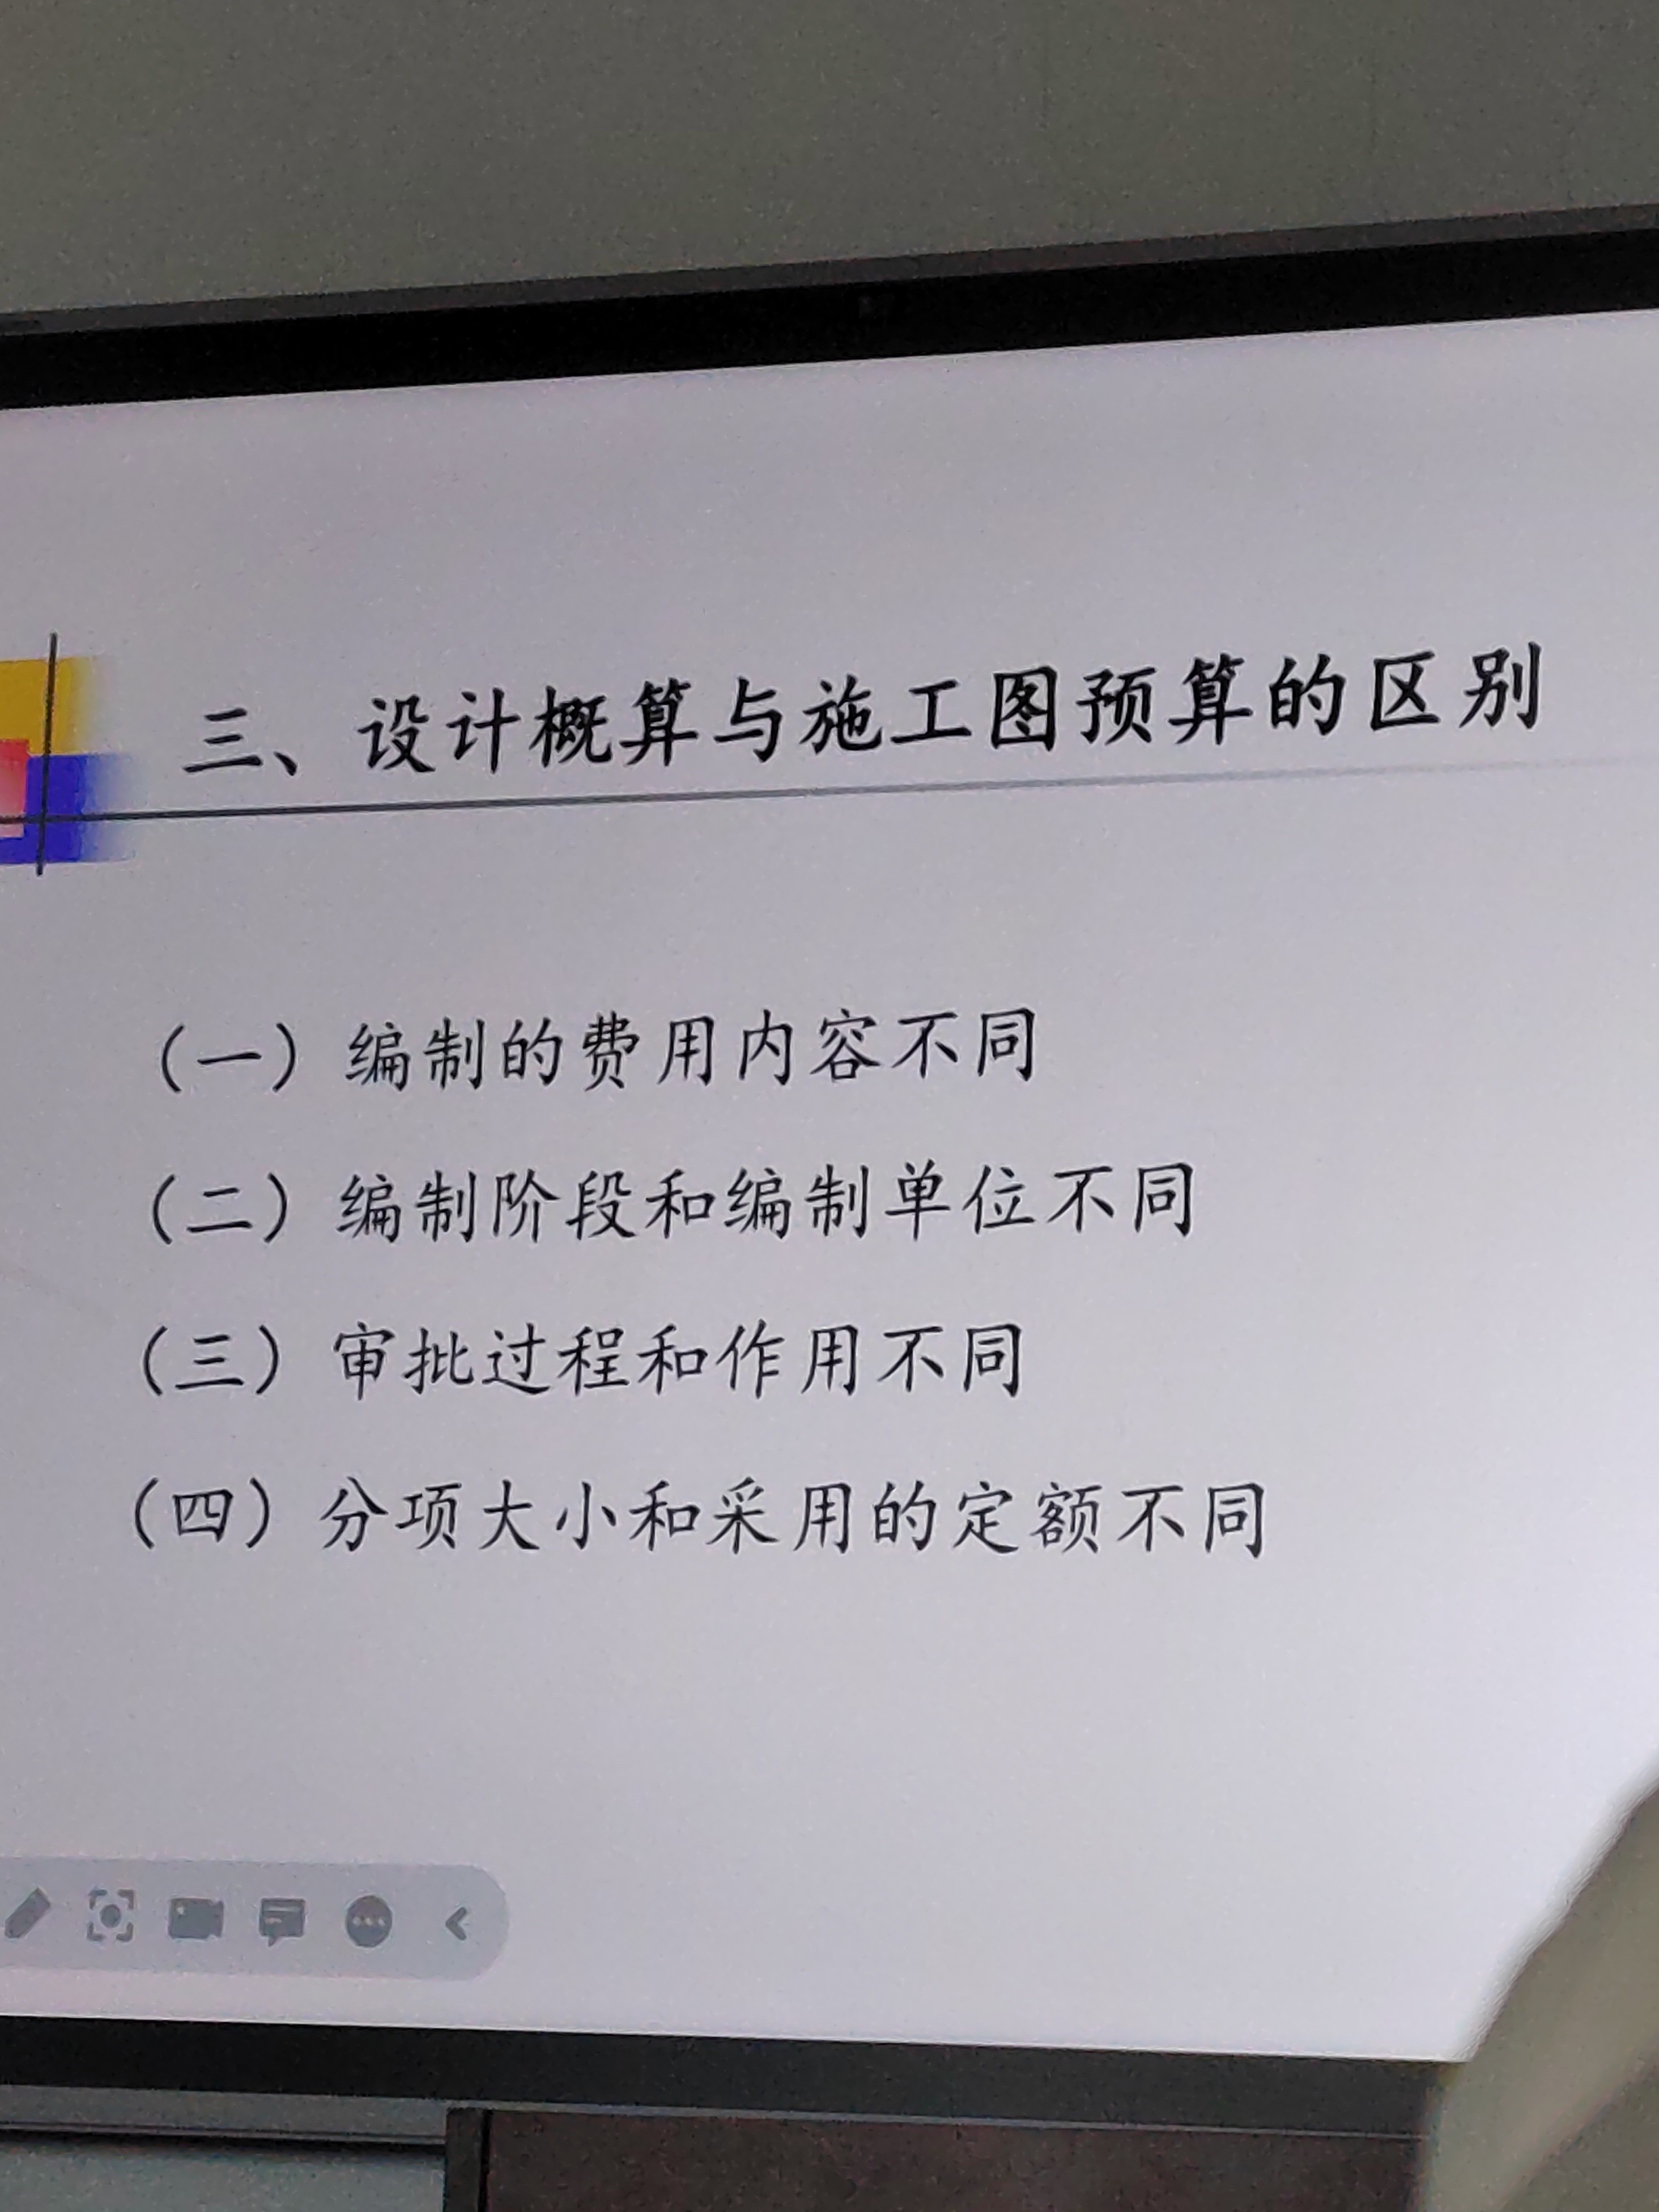 三、设计概算与施工图预算的区别
（一）编制的费用内容不同
（二）编制阶段和编制单位不同
（三）审批过程和作用不同
（四）分项大小和采用的定额不同